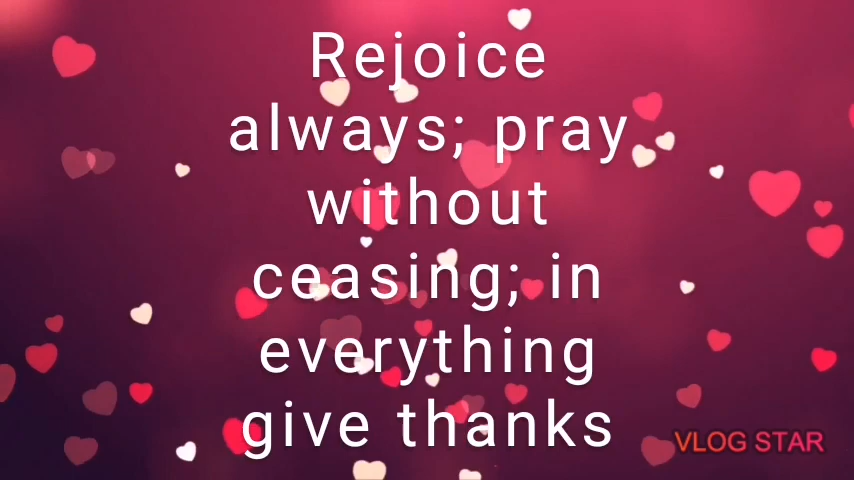 Rejoice
always; pray
without
ceasing; in
everything
give thanks
VLOG STAR